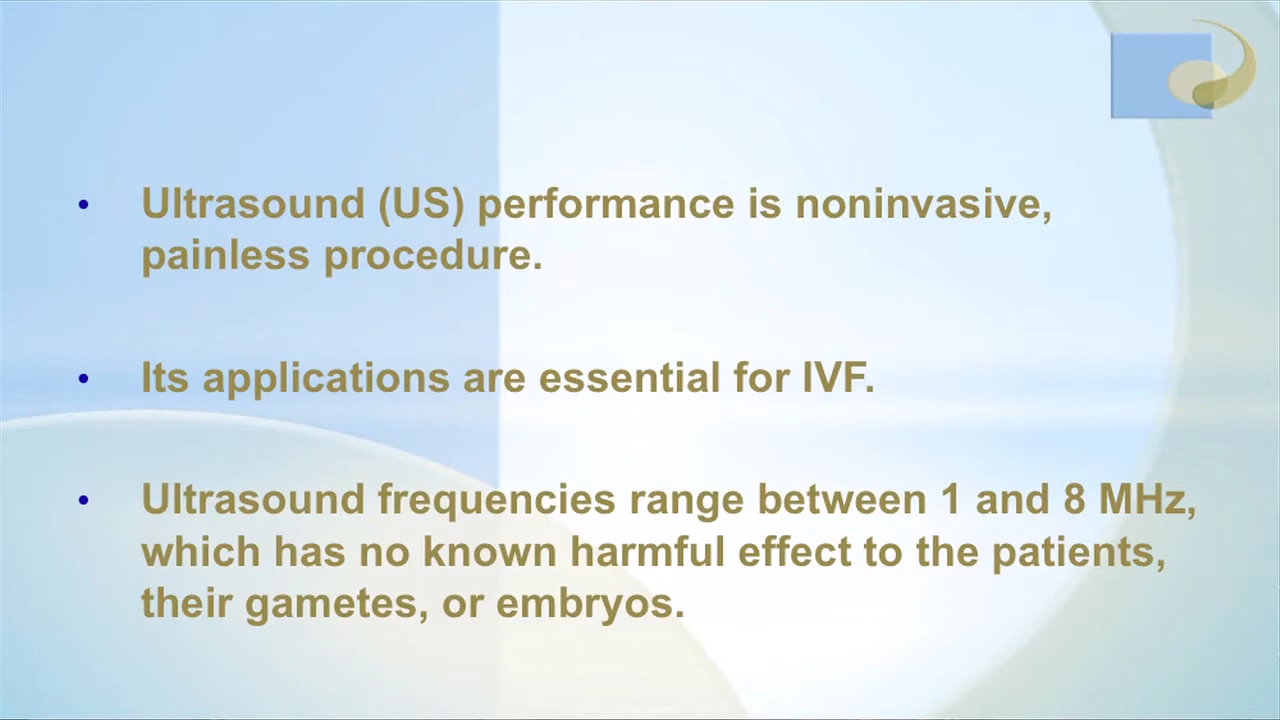 • Ultrasound (US) performance is noninvasive,
painless procedure.
• Its applications are essential for IVF.
• Ultrasound frequencies range between 1 and 8 MHz,
which has no known harmful effect to the patients,
their gametes, or embryos.